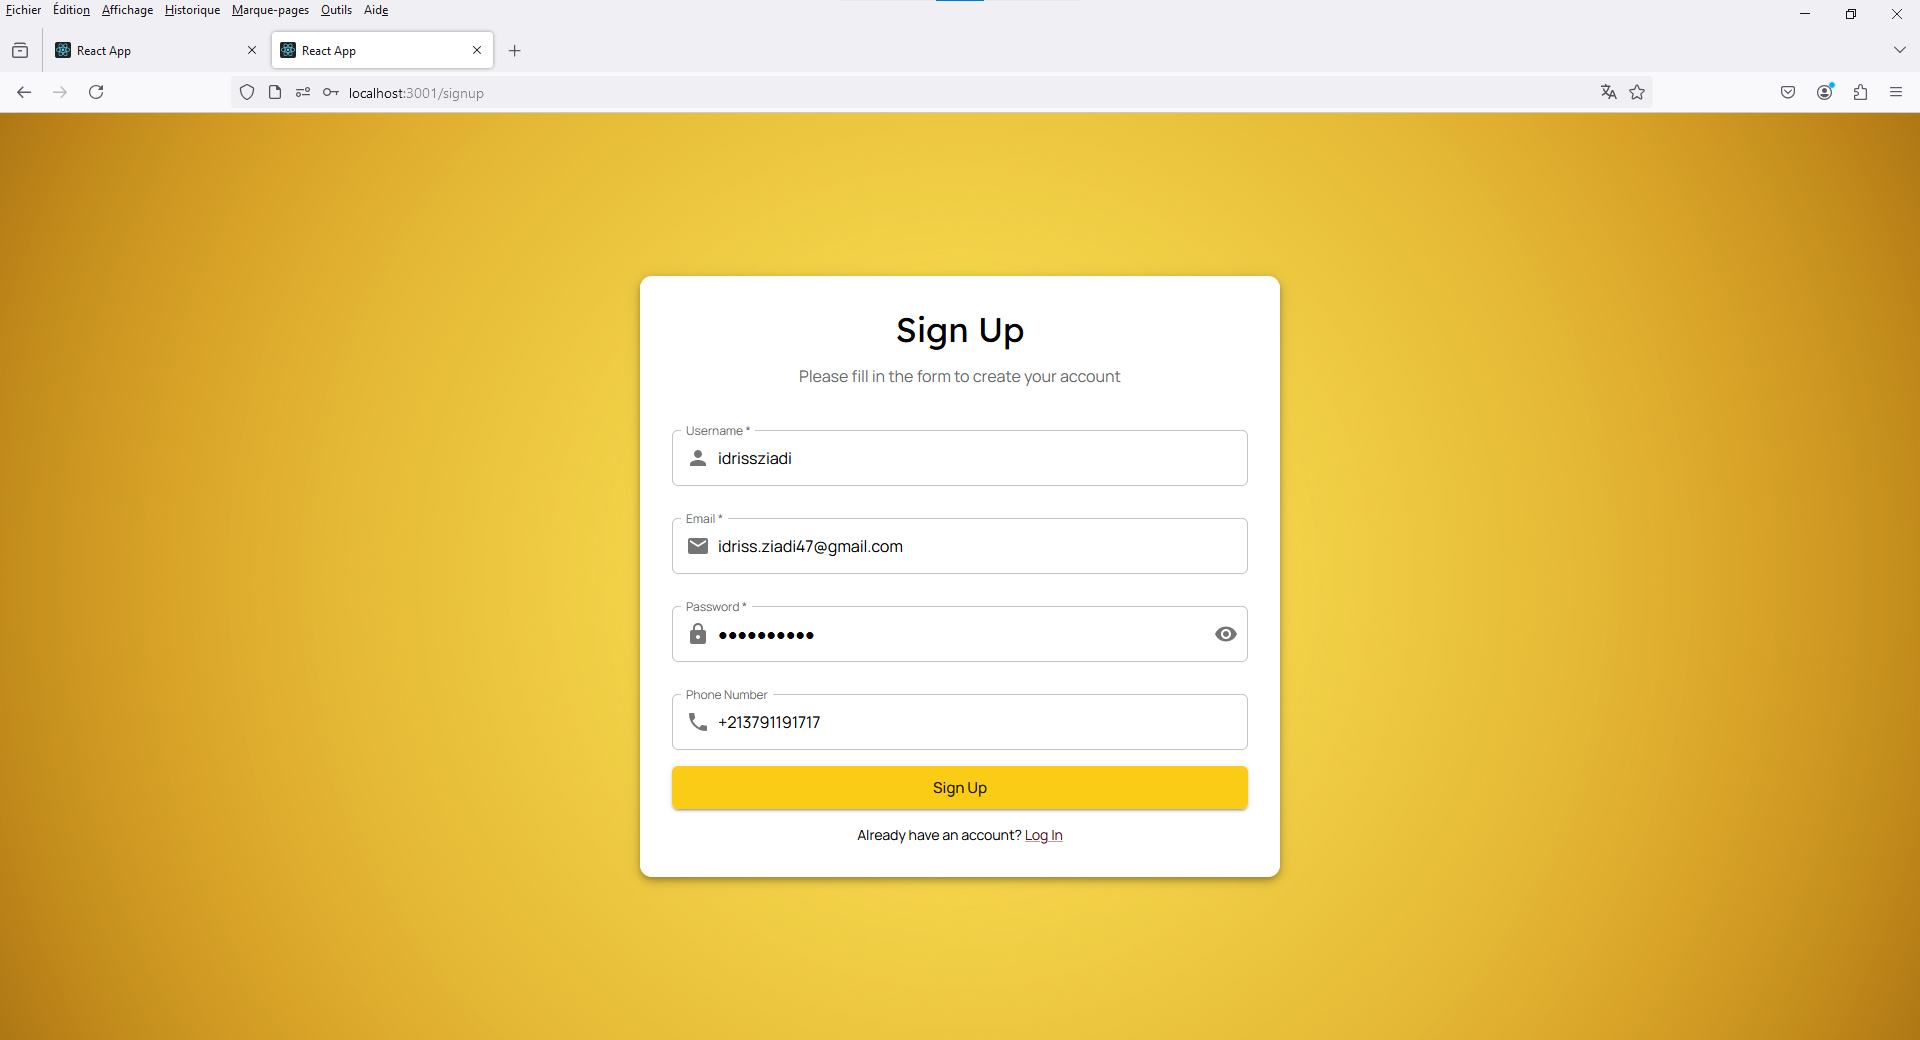 Fichier Édition Affichage Historique Marque-pages Outils Aide
React App
React App
localhost:3001/signup
Sign Up
Please fill in the form to create your account
Username *
idrissziadi
Email *
idriss.ziadi47@gmail.com
Password *
••••••••••
Phone Number
+213791191717
Sign Up
Already have an account? Log In